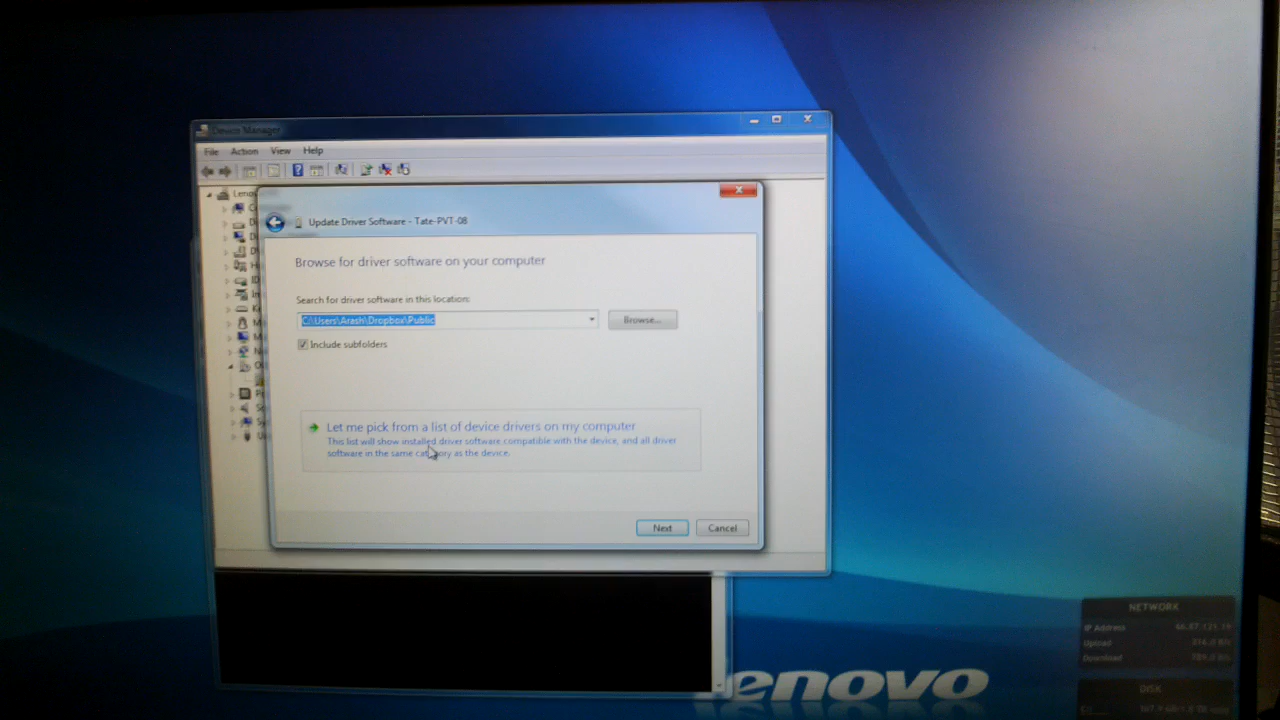 Device Manager
File Action View Help
Update Driver Software - Tate-PVT-08
Browse for driver software on your computer
Search for driver software in this location:
C:\Users\Arash\Dropbox\Public
Browse...
Include subfolders
Let me pick from a list of device drivers on my computer
This list will show installed driver software compatible with the device, and all driver
software in the same category as the device.
Next Cancel
NETWORK
IP Address
Upload
Download
DISK
lenovo